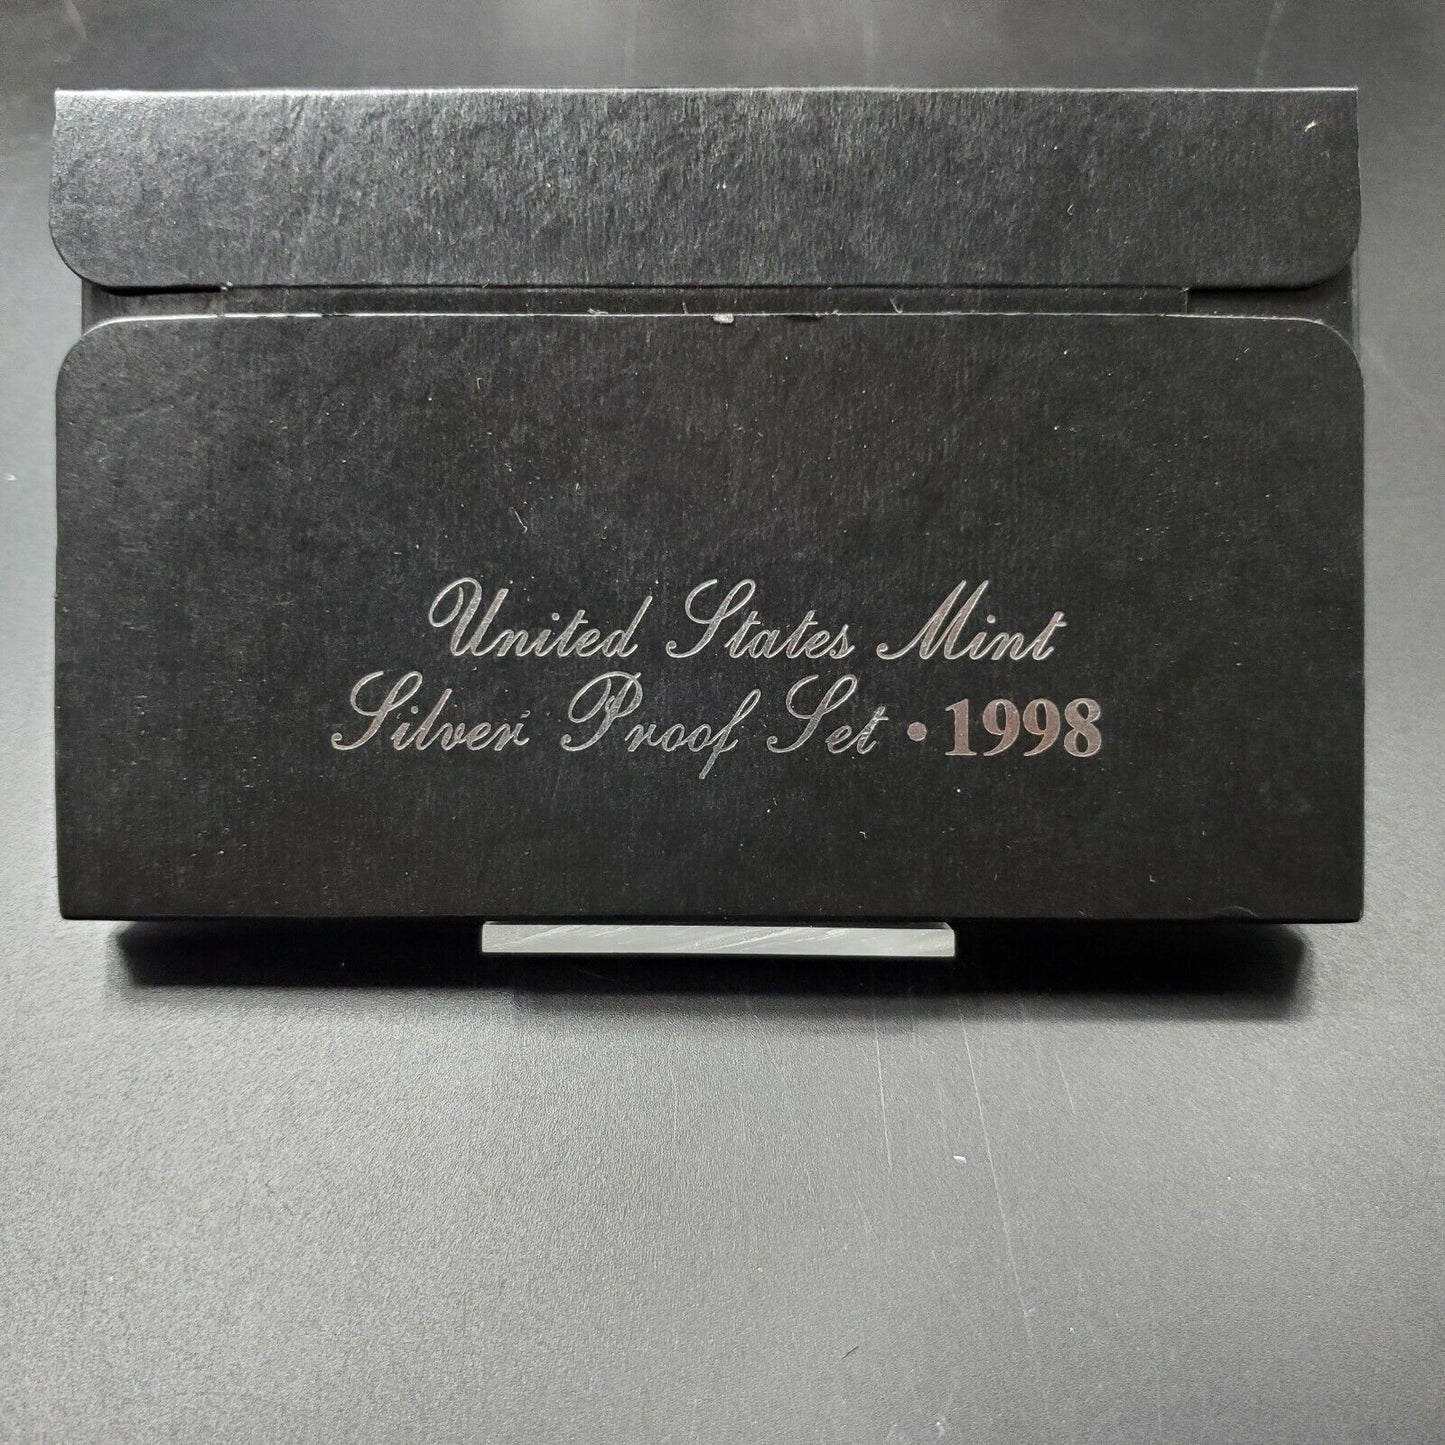 United States Mint
Silver Proof Set • 1998